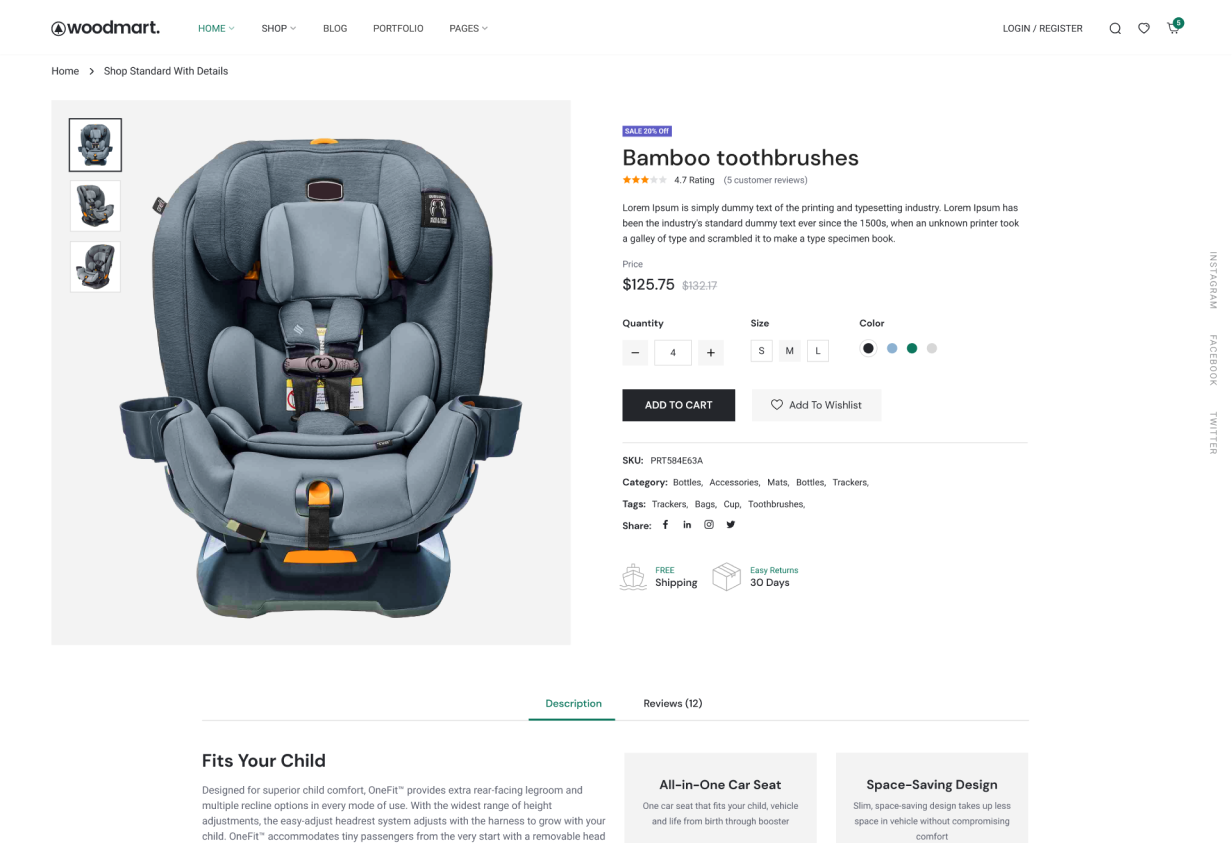 woodmart.
HOME
SHOP
BLOG
PORTFOLIO
PAGES
LOGIN / REGISTER
5
Home
Shop Standard With Details
SALE 20% Off
Bamboo toothbrushes
4.7 Rating
(5 customer reviews)
Lorem Ipsum is simply dummy text of the printing and typesetting industry. Lorem Ipsum has
been the industry's standard dummy text ever since the 1500s, when an unknown printer took
a galley of type and scrambled it to make a type specimen book.
Price
$125.75 $132.17
Quantity
Size
Color
− 4 +
S M L
ADD TO CART
Add To Wishlist
SKU: PRT584E63A
Category: Bottles, Accessories, Mats, Bottles, Trackers,
Tags: Trackers, Bags, Cup, Toothbrushes,
Share:
FREE
Shipping
Easy Returns
30 Days
INSTAGRAM
FACEBOOK
TWITTER
Description
Reviews (12)
Fits Your Child
Designed for superior child comfort, OneFit™ provides extra rear-facing legroom and
multiple recline options in every mode of use. With the widest range of height
adjustments, the easy-adjust headrest system adjusts with the harness to grow with your
child. OneFit™ accommodates tiny passengers from the very start with a removable head
All-in-One Car Seat
One car seat that fits your child, vehicle
and life from birth through booster
Space-Saving Design
Slim, space-saving design takes up less
space in vehicle without compromising
comfort